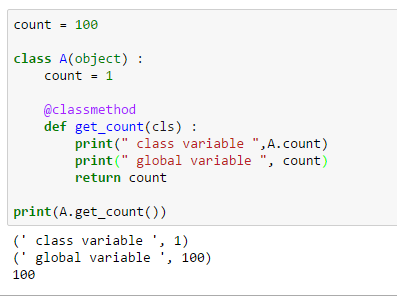 count = 100
class A(object) :
count = 1
@classmethod
def get_count(cls) :
print(" class variable ",A.count)
print(" global variable ", count)
return count
print(A.get_count())
(' class variable ', 1)
(' global variable ', 100)
100